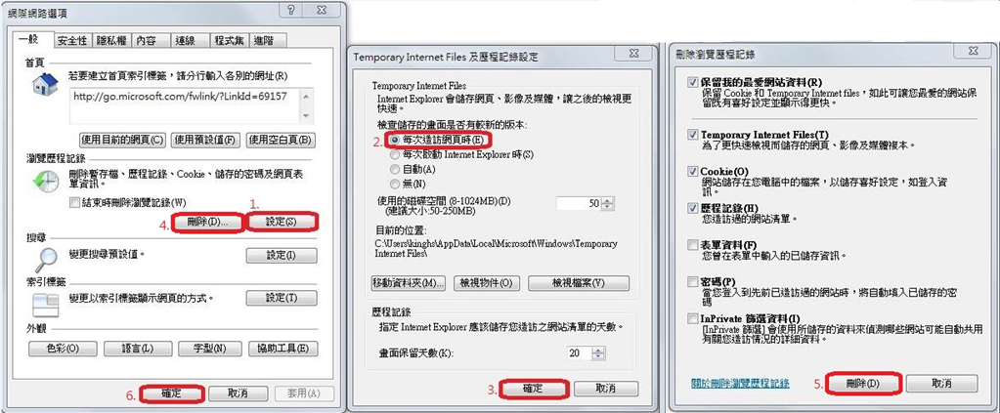 網際網路選項
一般 安全性 隱私權 內容 連線 程式集 進階
首頁
若要建立首頁索引標籤，請分行輸入各別的網址(R)
http://go.microsoft.com/fwlink/?LinkId=69157
使用目前的網頁(C) 使用預設值(F) 使用空白頁(B)
瀏覽歷程記錄
刪除暫存檔、歷程記錄、Cookie、儲存的密碼及網頁表
單資訊。
結束時刪除瀏覽記錄(W)
1.
4. 刪除(D)... 設定(S)
搜尋
變更搜尋預設值。 設定(I)
索引標籤
變更以索引標籤顯示網頁的方式。 設定(T)
外觀
色彩(O) 語言(L) 字型(N) 協助工具(E)
6. 確定 取消 套用(A)
Temporary Internet Files 及歷程記錄設定
Temporary Internet Files
Internet Explorer 會儲存網頁、影像及媒體，讓之後的檢視更
快速。
檢查儲存的畫面是否有較新的版本:
2. 每次造訪網頁時(E)
每次啟動 Internet Explorer 時(S)
自動(A)
無(N)
使用的磁碟空間 (8-1024MB)(D) 50
(建議大小:50-250MB)
目前的位置:
C:\Users\kinghs\AppData\Local\Microsoft\Windows\Temporary
Internet Files\
移動資料夾(M)... 檢視物件(O) 檢視檔案(V)
歷程記錄
指定 Internet Explorer 應該儲存您造訪之網站清單的天數。
畫面保留天數(K): 20
3. 確定 取消
刪除瀏覽歷程記錄
保留我的最愛網站資料(R)
保留 Cookie 和 Temporary Internet files，如此可讓您最愛的網站保
留既有喜好設定並顯示得更快。
Temporary Internet Files(T)
為了更快速檢視而儲存的網頁、影像及媒體複本。
Cookie(O)
網站儲存在您電腦中的檔案，以儲存喜好設定，如登入資
訊。
歷程記錄(H)
您造訪過的網站清單。
表單資料(F)
您曾在表單中輸入的已儲存資訊。
密碼(P)
當您登入到先前已造訪過的網站時，將自動填入已儲存的密
碼
InPrivate 篩選資料(I)
[InPrivate 篩選] 會使用所儲存的資料來偵測哪些網站可能自動共用
有關您造訪情況的詳細資料。
關於刪除瀏覽歷程記錄 5. 刪除(D) 取消